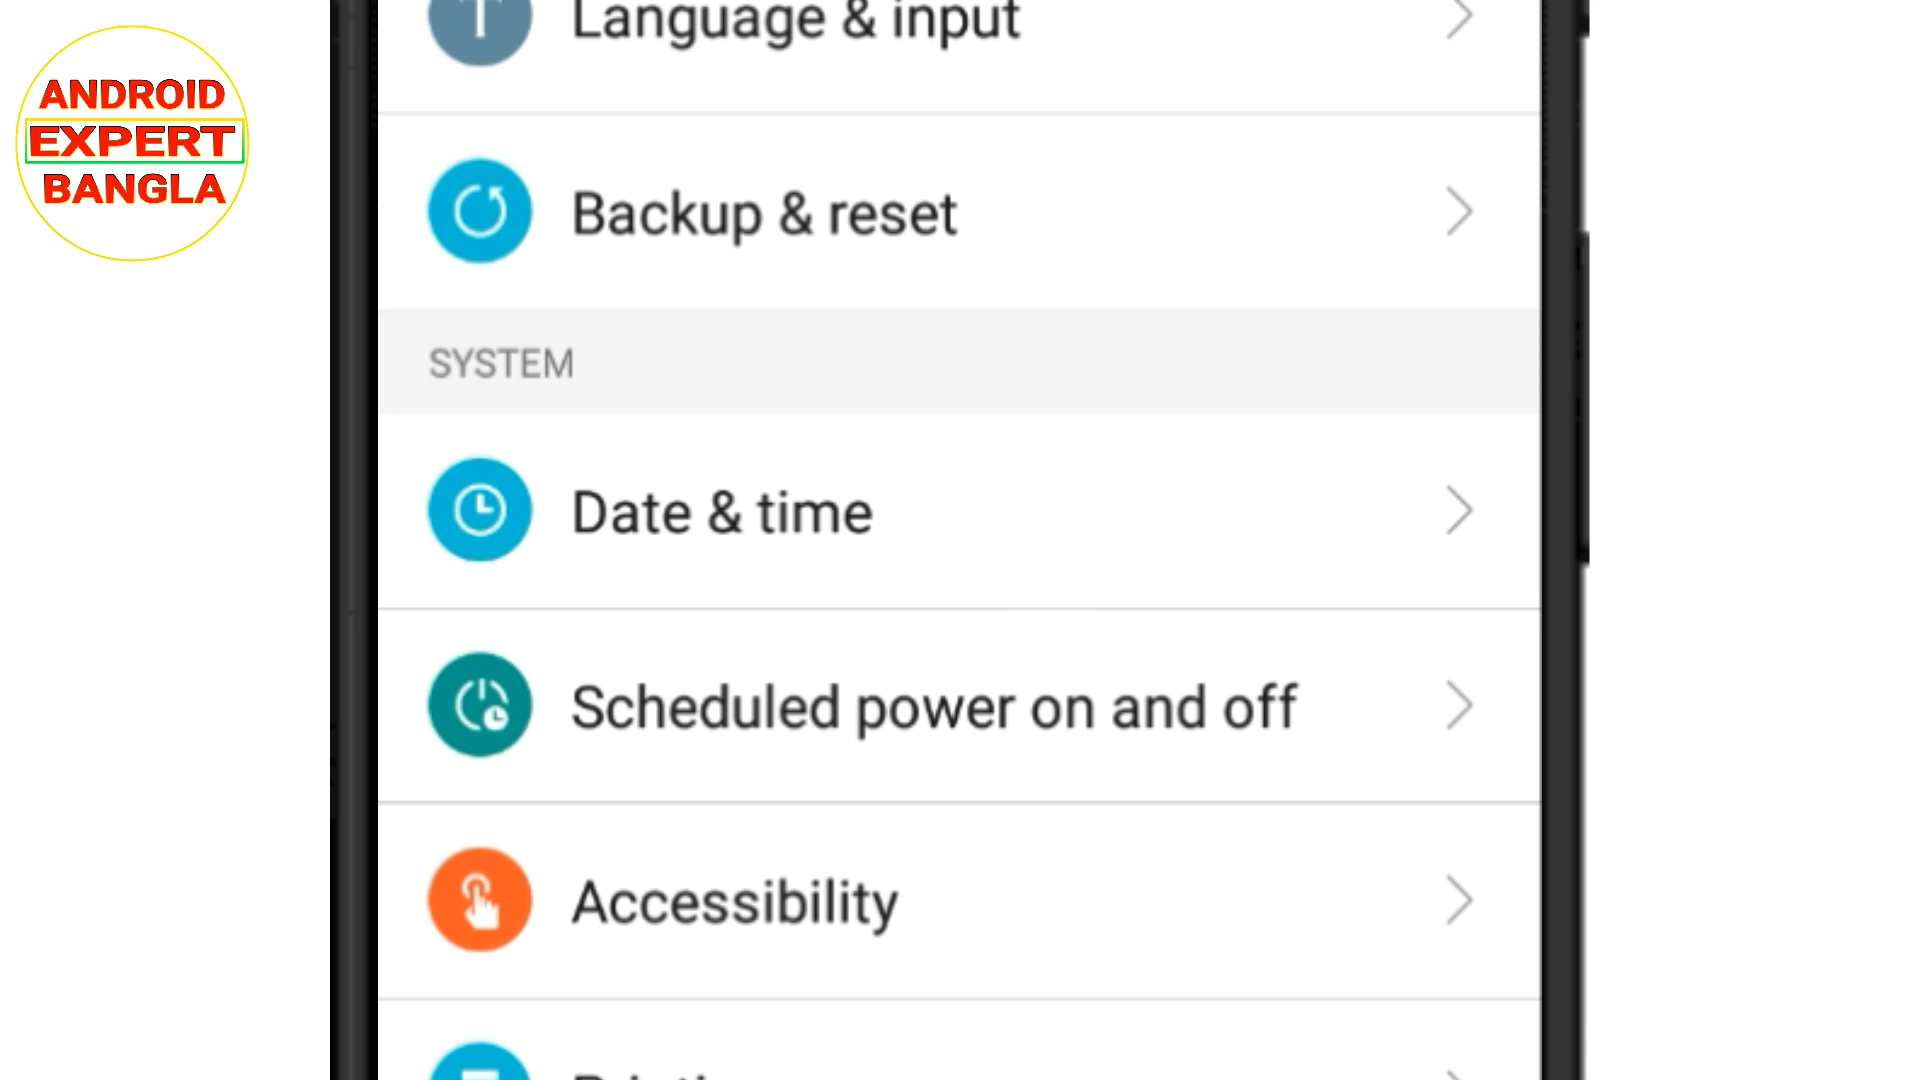 ANDROID
EXPERT
BANGLA
Language & input
Backup & reset
SYSTEM
Date & time
Scheduled power on and off
Accessibility